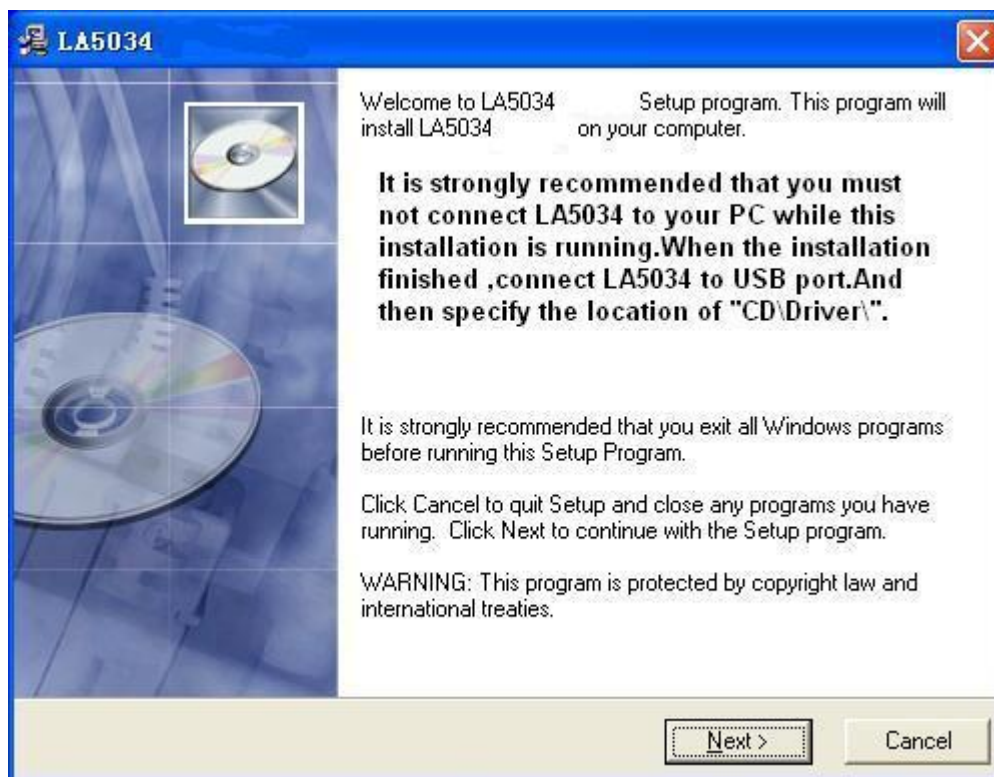 LA5034
Welcome to LA5034 Setup program. This program will
install LA5034 on your computer.
It is strongly recommended that you must
not connect LA5034 to your PC while this
installation is running.When the installation
finished ,connect LA5034 to USB port.And
then specify the location of "CD\Driver\".
It is strongly recommended that you exit all Windows programs
before running this Setup Program.
Click Cancel to quit Setup and close any programs you have
running. Click Next to continue with the Setup program.
WARNING: This program is protected by copyright law and
international treaties.
Next >
Cancel